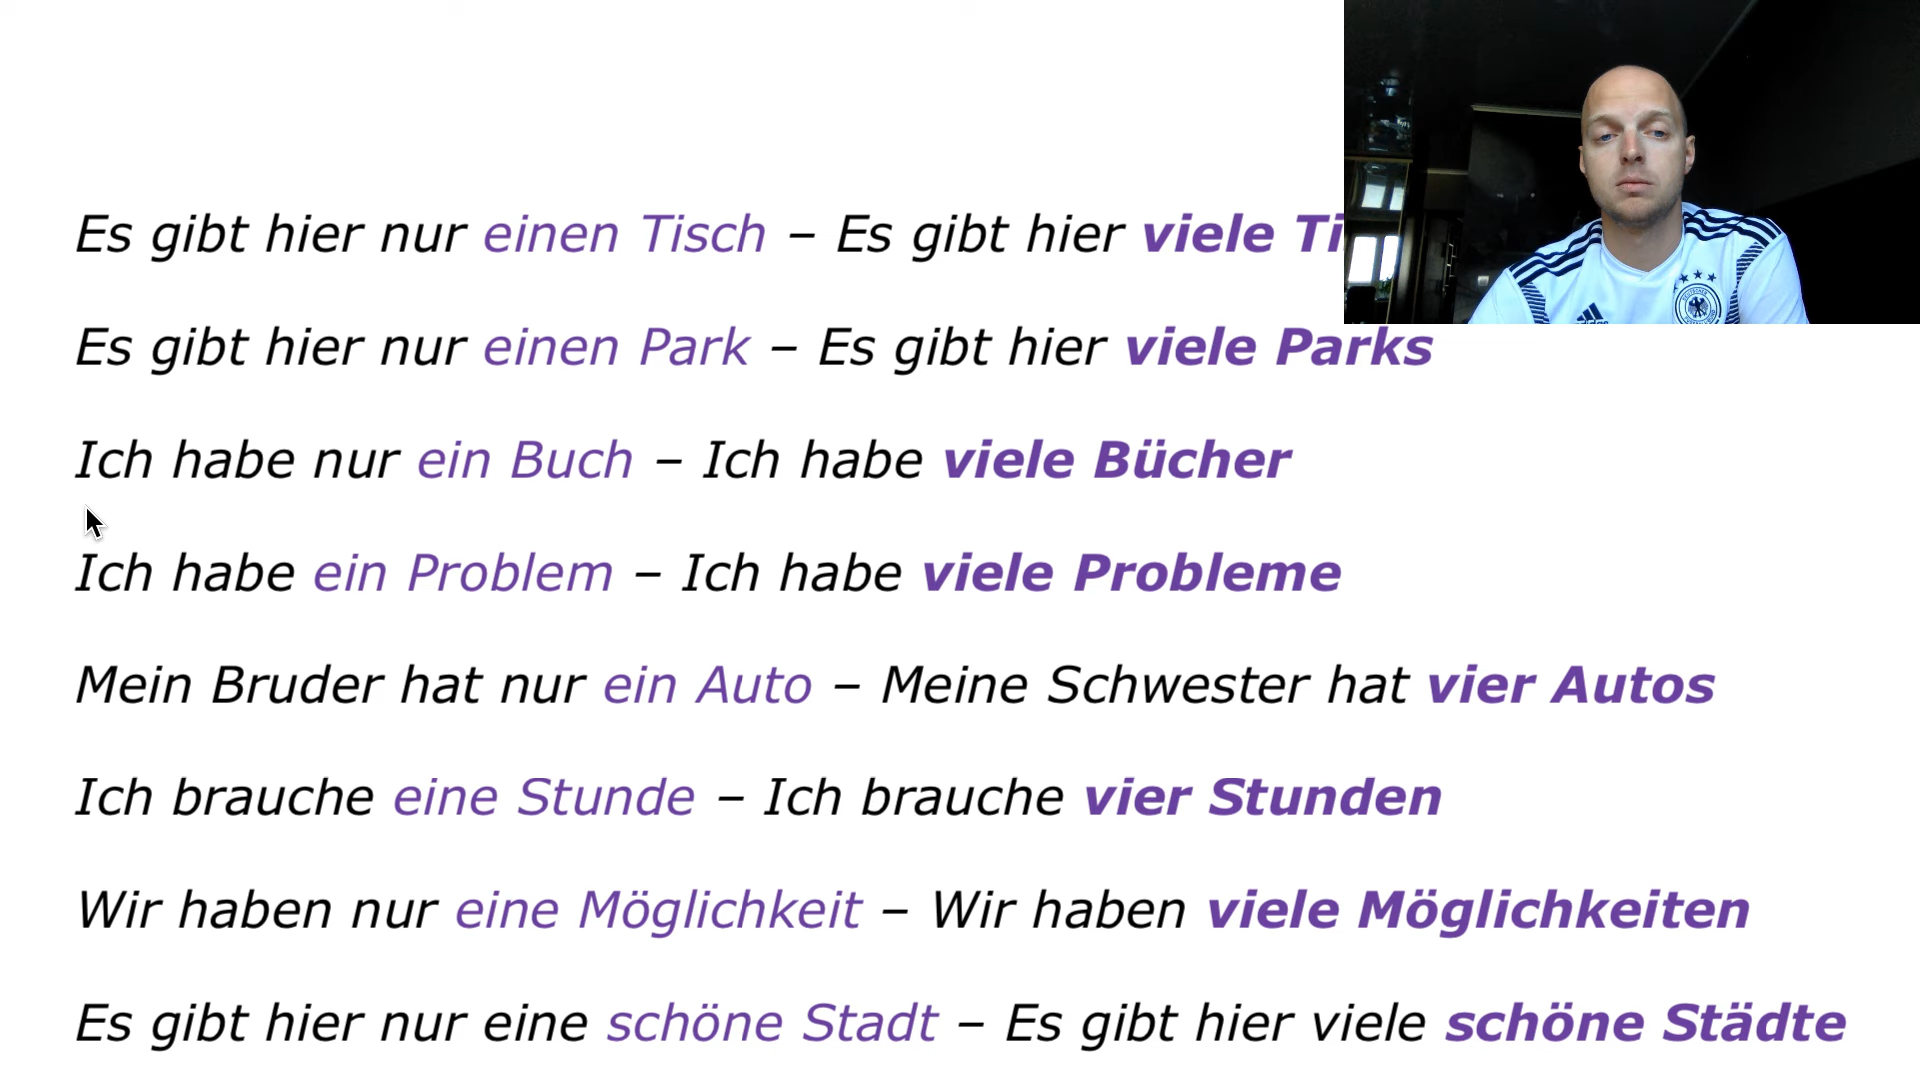 Es gibt hier nur einen Tisch – Es gibt hier viele
Es gibt hier nur einen Park – Es gibt hier viele Parks
Ich habe nur ein Buch – Ich habe viele Bücher
Ich habe ein Problem – Ich habe viele Probleme
Mein Bruder hat nur ein Auto – Meine Schwester hat vier Autos
Ich brauche eine Stunde – Ich brauche vier Stunden
Wir haben nur eine Möglichkeit – Wir haben viele Möglichkeiten
Es gibt hier nur eine schöne Stadt – Es gibt hier viele schöne Städte